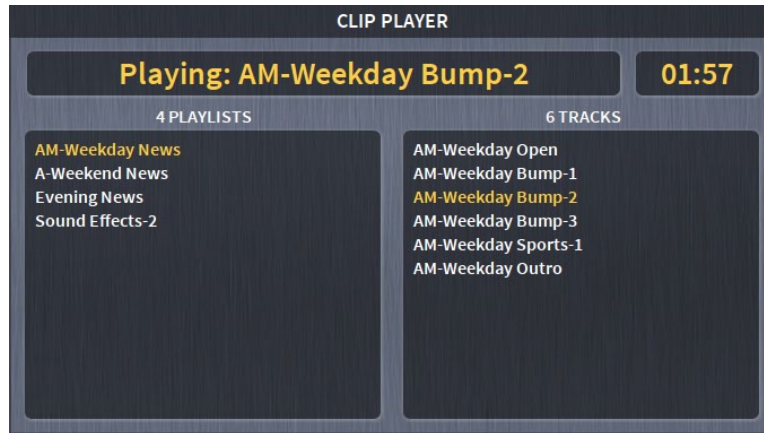 CLIP PLAYER
Playing: AM-Weekday Bump-2
01:57
4 PLAYLISTS
AM-Weekday News
A-Weekend News
Evening News
Sound Effects-2
6 TRACKS
AM-Weekday Open
AM-Weekday Bump-1
AM-Weekday Bump-2
AM-Weekday Bump-3
AM-Weekday Sports-1
AM-Weekday Outro